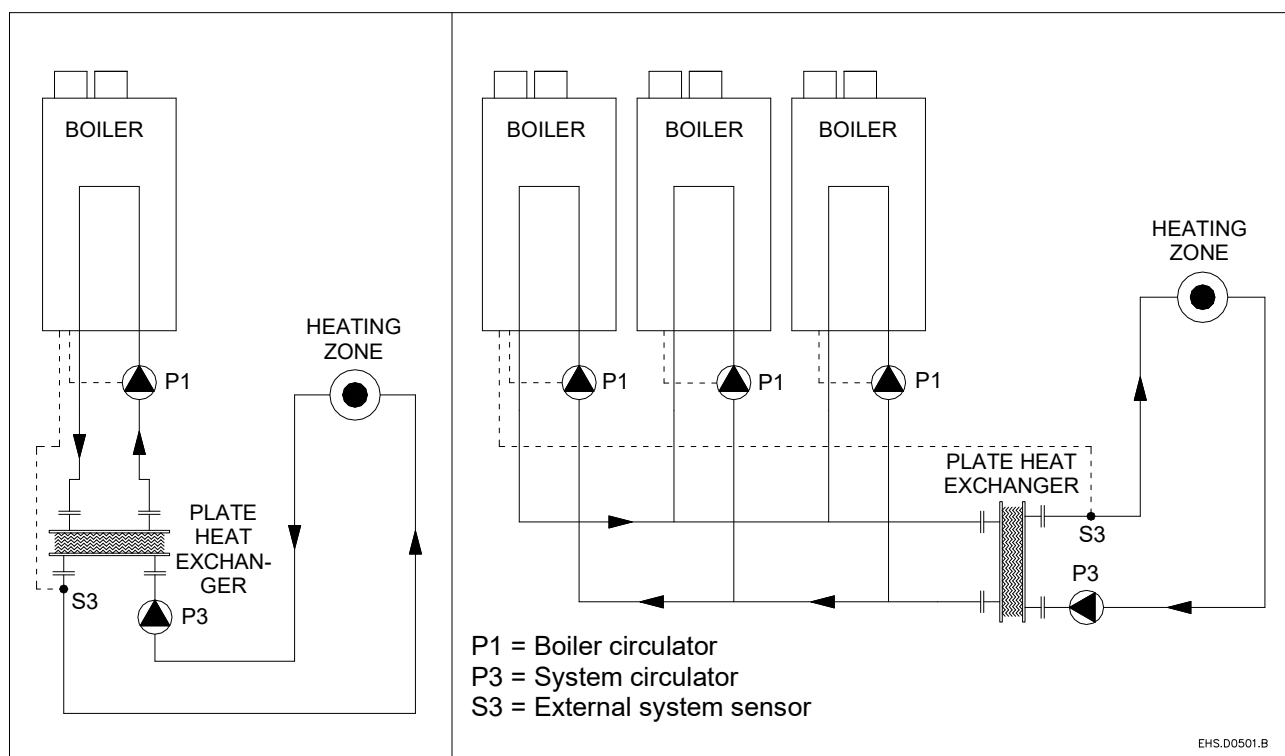 BOILER
P1
HEATING
ZONE
PLATE
HEAT
EXCHAN-
GER
S3
P3
BOILER
BOILER
BOILER
P1
P1
P1
HEATING
ZONE
PLATE HEAT
EXCHANGER
S3
P3
P1 = Boiler circulator
P3 = System circulator
S3 = External system sensor
EHS.D0501.B